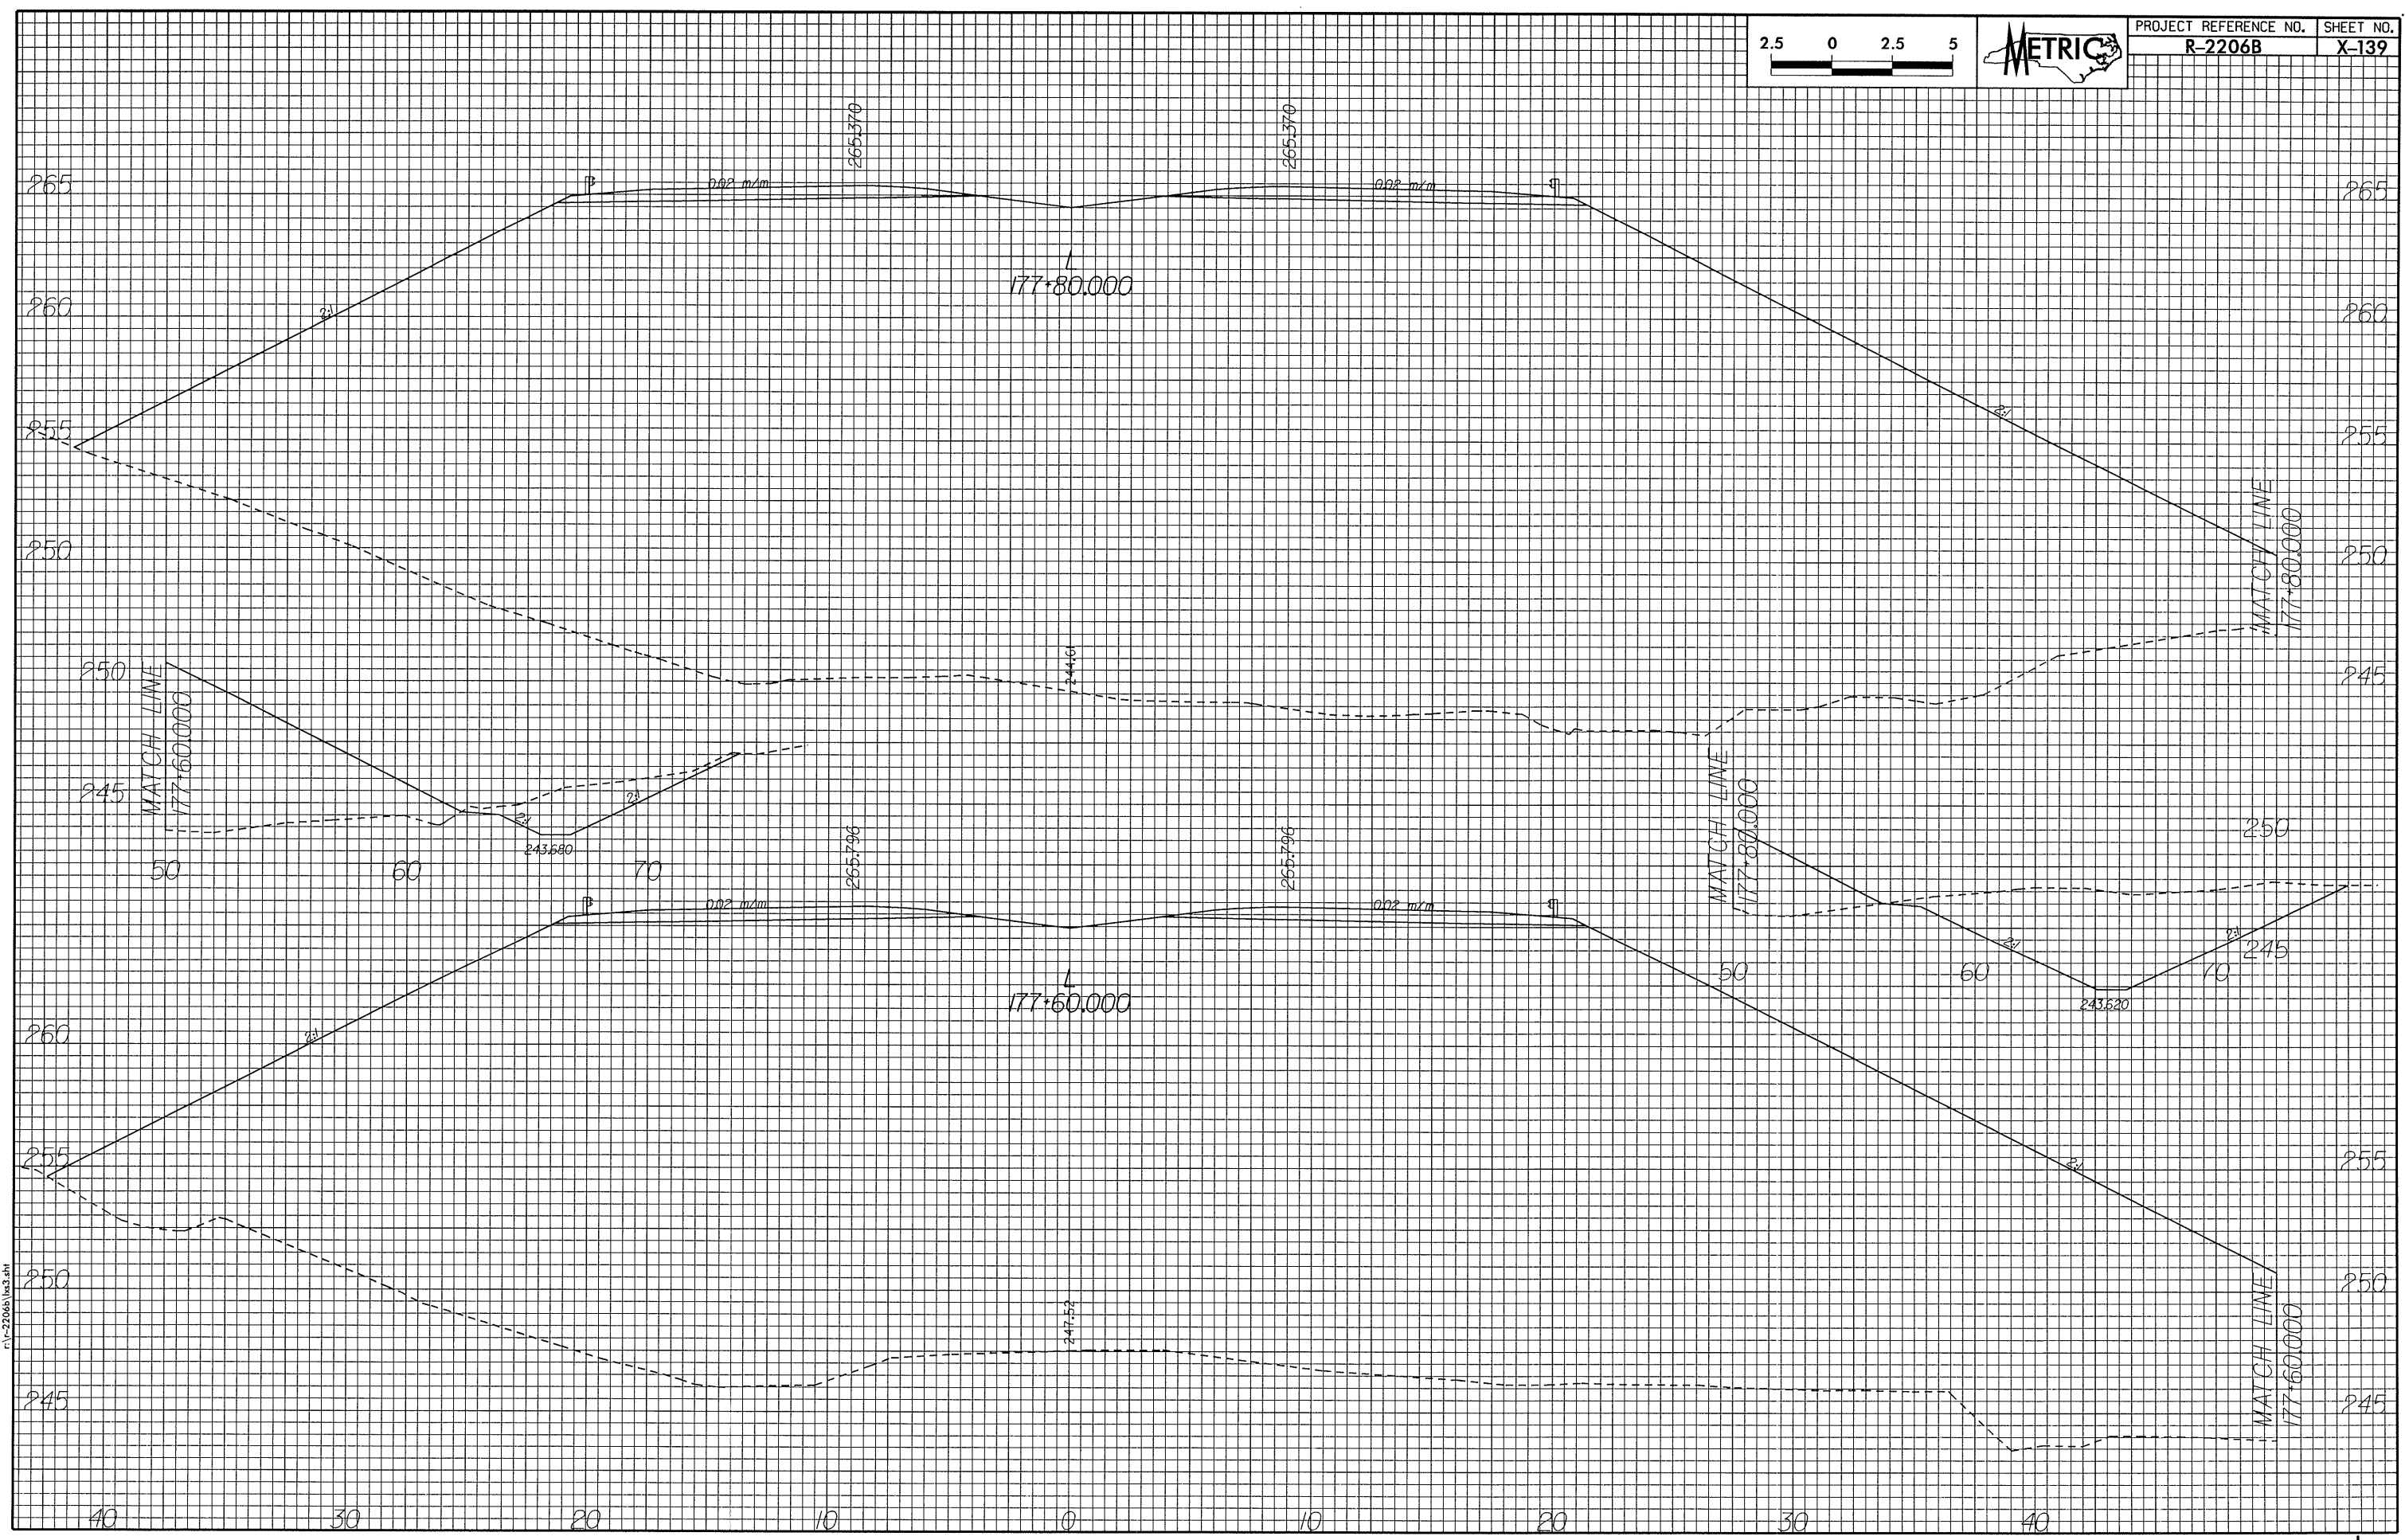 PROJECT REFERENCE NO. SHEET NO.
R-2206B X-139
2.5 0 2.5 5
METRIC
265.370 265.370
265 0.02 m/m 0.02 m/m 265
L
177+80.000
260 2:1 260
255 2:1 255
250 250
MATCH LINE
177+80.000
244.61
250 245
MATCH LINE
177+60.000
245 2:1
2:1
243.680
50 60 70
MATCH LINE
177+80.000
250
2:1 2:1 245
50 60 70
243.620
265.796 265.796
0.02 m/m 0.02 m/m
L
177+60.000
260 2:1
255 2:1 255
250 250
247.52
MATCH LINE
177+60.000
245 245
40 30 20 10 0 10 20 30 40
r:\r-2206b\lxs3.sht